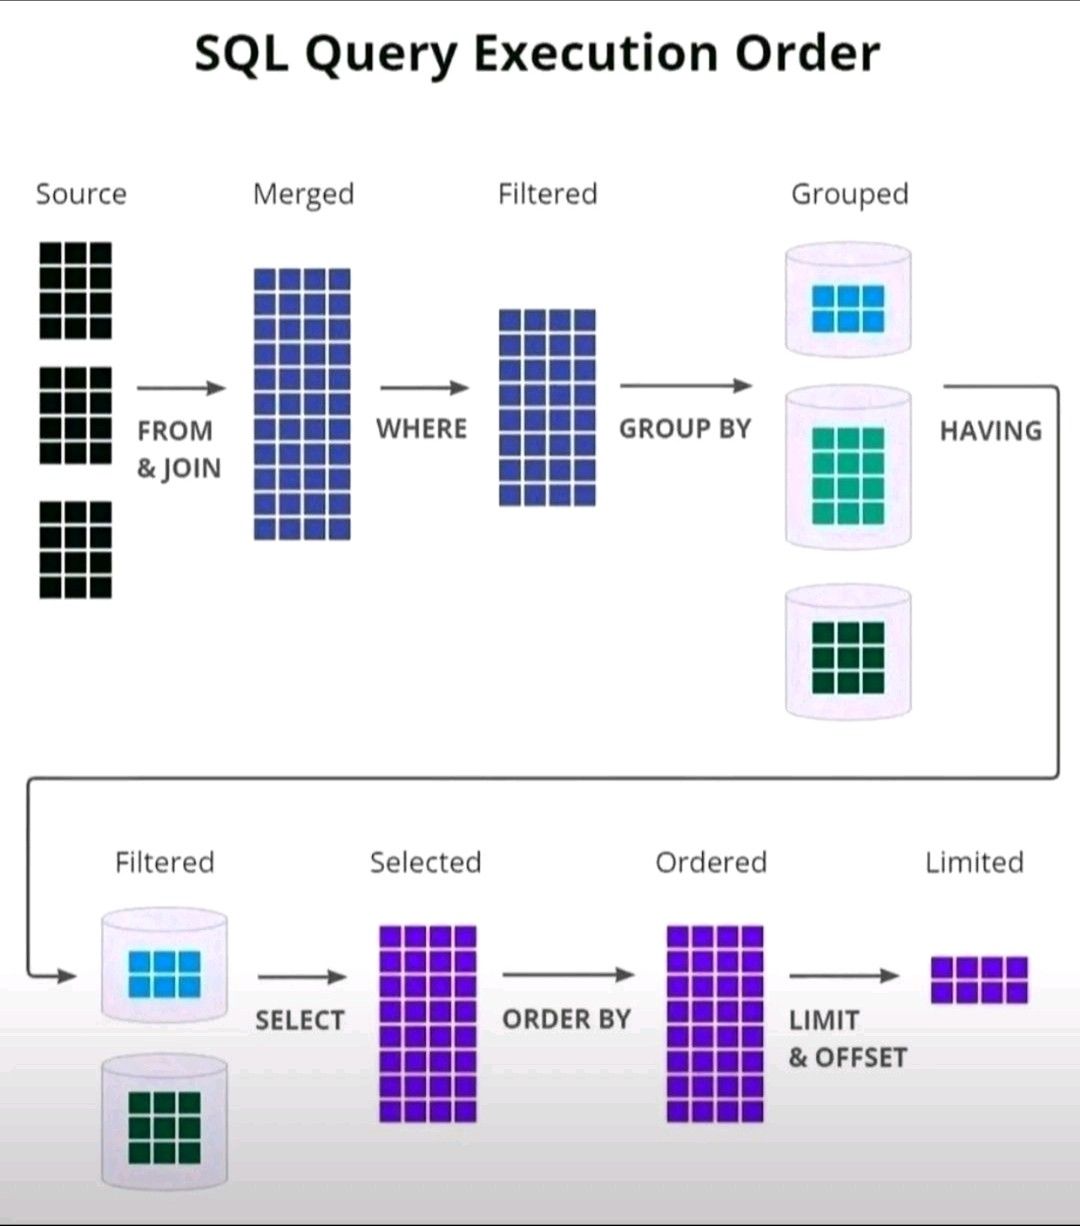 SQL Query Execution Order
Source
Merged
Filtered
Grouped
FROM
& JOIN
WHERE
GROUP BY
HAVING
Filtered
Selected
Ordered
Limited
SELECT
ORDER BY
LIMIT
& OFFSET